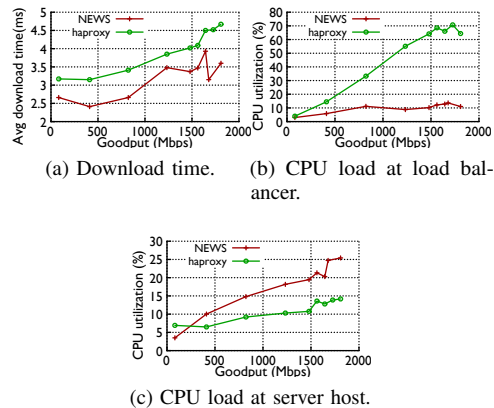 Avg download time(ms)
5
4.5
4
3.5
3
2.5
2
NEWS
haproxy
0 500 1000 1500 2000
Goodput (Mbps)
CPU utilization (%)
80
70
60
50
40
30
20
10
0
NEWS
haproxy
0 500 1000 1500 2000
Goodput (Mbps)
(a) Download time.
(b) CPU load at load bal-
ancer.
CPU utilization (%)
30
25
20
15
10
5
0
NEWS
haproxy
0 500 1000 1500 2000
Goodput (Mbps)
(c) CPU load at server host.